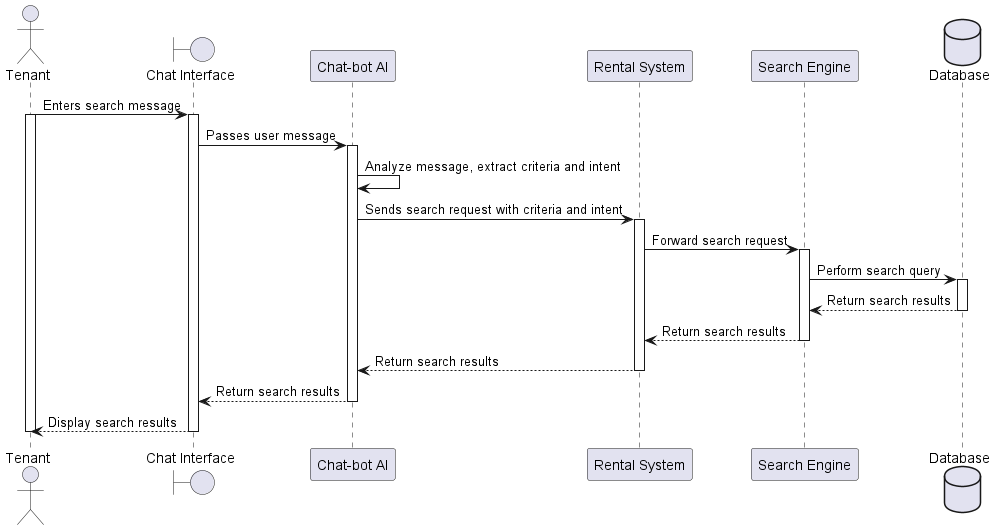 Tenant
Chat Interface
Chat-bot AI
Rental System
Search Engine
Database
Enters search message
Passes user message
Analyze message, extract criteria and intent
Sends search request with criteria and intent
Forward search request
Perform search query
Return search results
Return search results
Return search results
Return search results
Display search results
Tenant
Chat Interface
Chat-bot AI
Rental System
Search Engine
Database